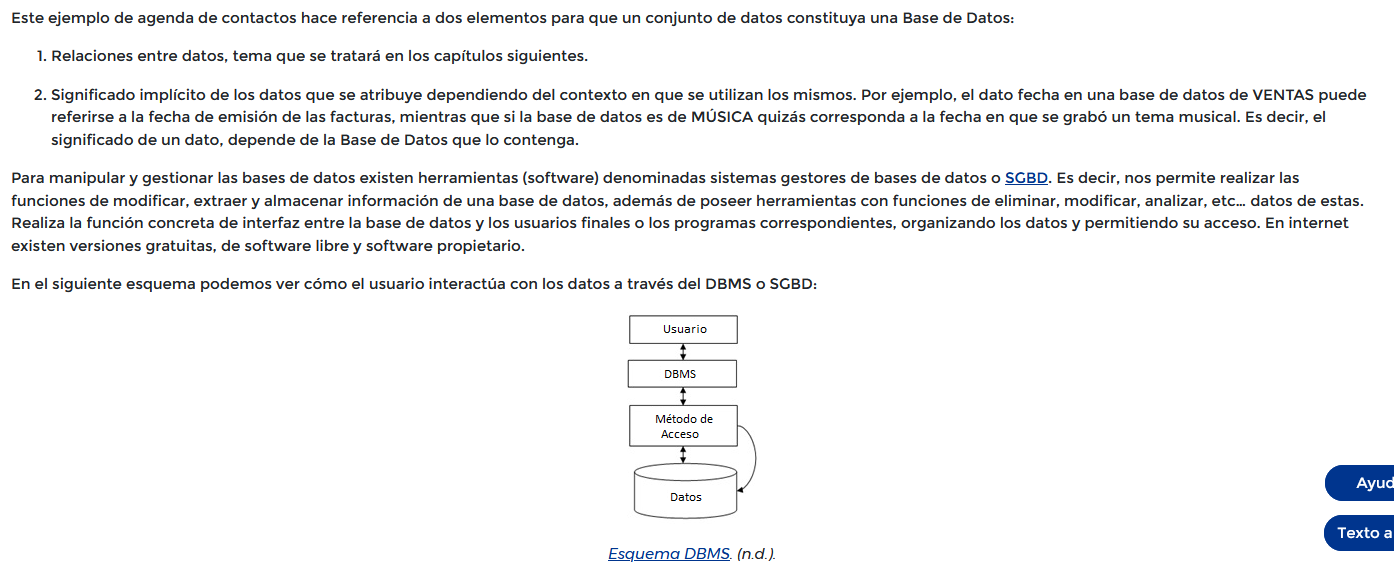 Este ejemplo de agenda de contactos hace referencia a dos elementos para que un conjunto de datos constituya una Base de Datos:
1. Relaciones entre datos, tema que se tratará en los capítulos siguientes.
2. Significado implícito de los datos que se atribuye dependiendo del contexto en que se utilizan los mismos. Por ejemplo, el dato fecha en una base de datos de VENTAS puede
referirse a la fecha de emisión de las facturas, mientras que si la base de datos es de MÚSICA quizás corresponda a la fecha en que se grabó un tema musical. Es decir, el
significado de un dato, depende de la Base de Datos que lo contenga.
Para manipular y gestionar las bases de datos existen herramientas (software) denominadas sistemas gestores de bases de datos o SGBD. Es decir, nos permite realizar las
funciones de modificar, extraer y almacenar información de una base de datos, además de poseer herramientas con funciones de eliminar, modificar, analizar, etc... datos de estas.
Realiza la función concreta de interfaz entre la base de datos y los usuarios finales o los programas correspondientes, organizando los datos y permitiendo su acceso. En internet
existen versiones gratuitas, de software libre y software propietario.
En el siguiente esquema podemos ver cómo el usuario interactúa con los datos a través del DBMS o SGBD:
Usuario
DBMS
Método de
Acceso
Datos
Ayud
Texto a
Esquema DBMS. (n.d.).